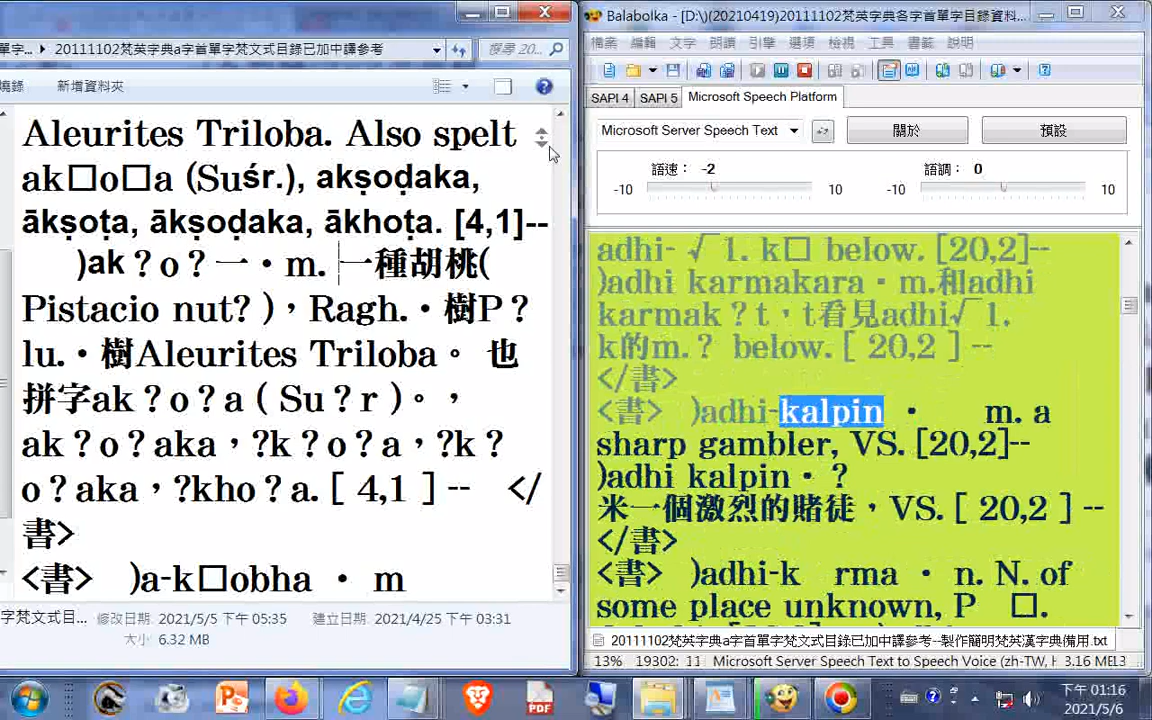 單字... ▸ 20111102梵英字典a字首單字梵文式目錄已加中譯參考
搜尋 20...
燒錄 新增資料夾
Aleurites Triloba. Also spelt
ak□o□a (Suśr.), akṣoḍaka,
ākṣoṭa, ākṣoḍaka, ākhoṭa. [4,1]--
)ak？o？一・m. 一種胡桃(
Pistacio nut? )，Ragh.・樹P？
lu.・樹Aleurites Triloba。 也
拼字ak？o？a ( Su？r )。，
ak？o？aka，?k？o？a，?k？
o？aka，?kho？a. [ 4,1 ] -- </
書>
<書> )a-k□obha ・ m
字梵文式目... 修改日期: 2021/5/5 下午 05:35 建立日期: 2021/4/25 下午 03:31
大小: 6.32 MB
Balabolka - [D:\)(20210419)20111102梵英字典各字首單字目錄資料...
檔案 編輯 文字 朗讀 引擎 選項 檢視 工具 書籤 說明
SAPI 4 SAPI 5 Microsoft Speech Platform
Microsoft Server Speech Text 關於 預設
語速: -2 語調: 0
-10 10 -10 10
adhi- √1. k□ below. [20,2]--
)adhi karmakara・m.和adhi
karmak？t，t看見adhi√1.
k的m.？ below. [ 20,2 ] --
</書>
<書> )adhi-kalpin ・ m. a
sharp gambler, VS. [20,2]--
)adhi kalpin・？
米一個激烈的賭徒，VS. [ 20,2 ] --
</書>
<書> )adhi-k rma ・ n. N. of
some place unknown, P □.
20111102梵英字典a字首單字梵文式目錄已加中譯參考--製作簡明梵英漢字典備用.txt
13% 19302: 11 Microsoft Server Speech Text to Speech Voice (zh-TW, H 3.16 MB
下午 01:16
2021/5/6